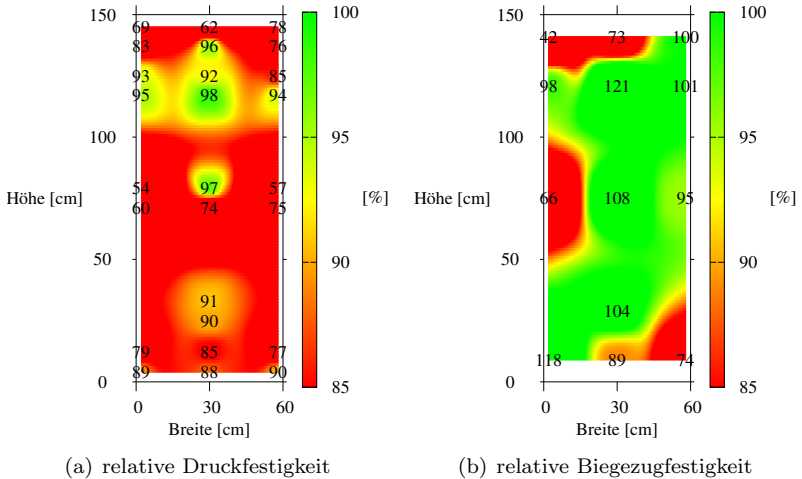 150
69 62 78
83 96 76
93 92 85
95 98 94
100
54 97 57
60 74 75
Höhe [cm]
50
91
90
79 85 77
89 88 90
0
0 30 60
Breite [cm]
100
95
[%]
90
85
(a) relative Druckfestigkeit
150
42 73 100
98 121 101
100
66 108 95
Höhe [cm]
50
104
118 89 74
0
0 30 60
Breite [cm]
100
95
[%]
90
85
(b) relative Biegezugfestigkeit